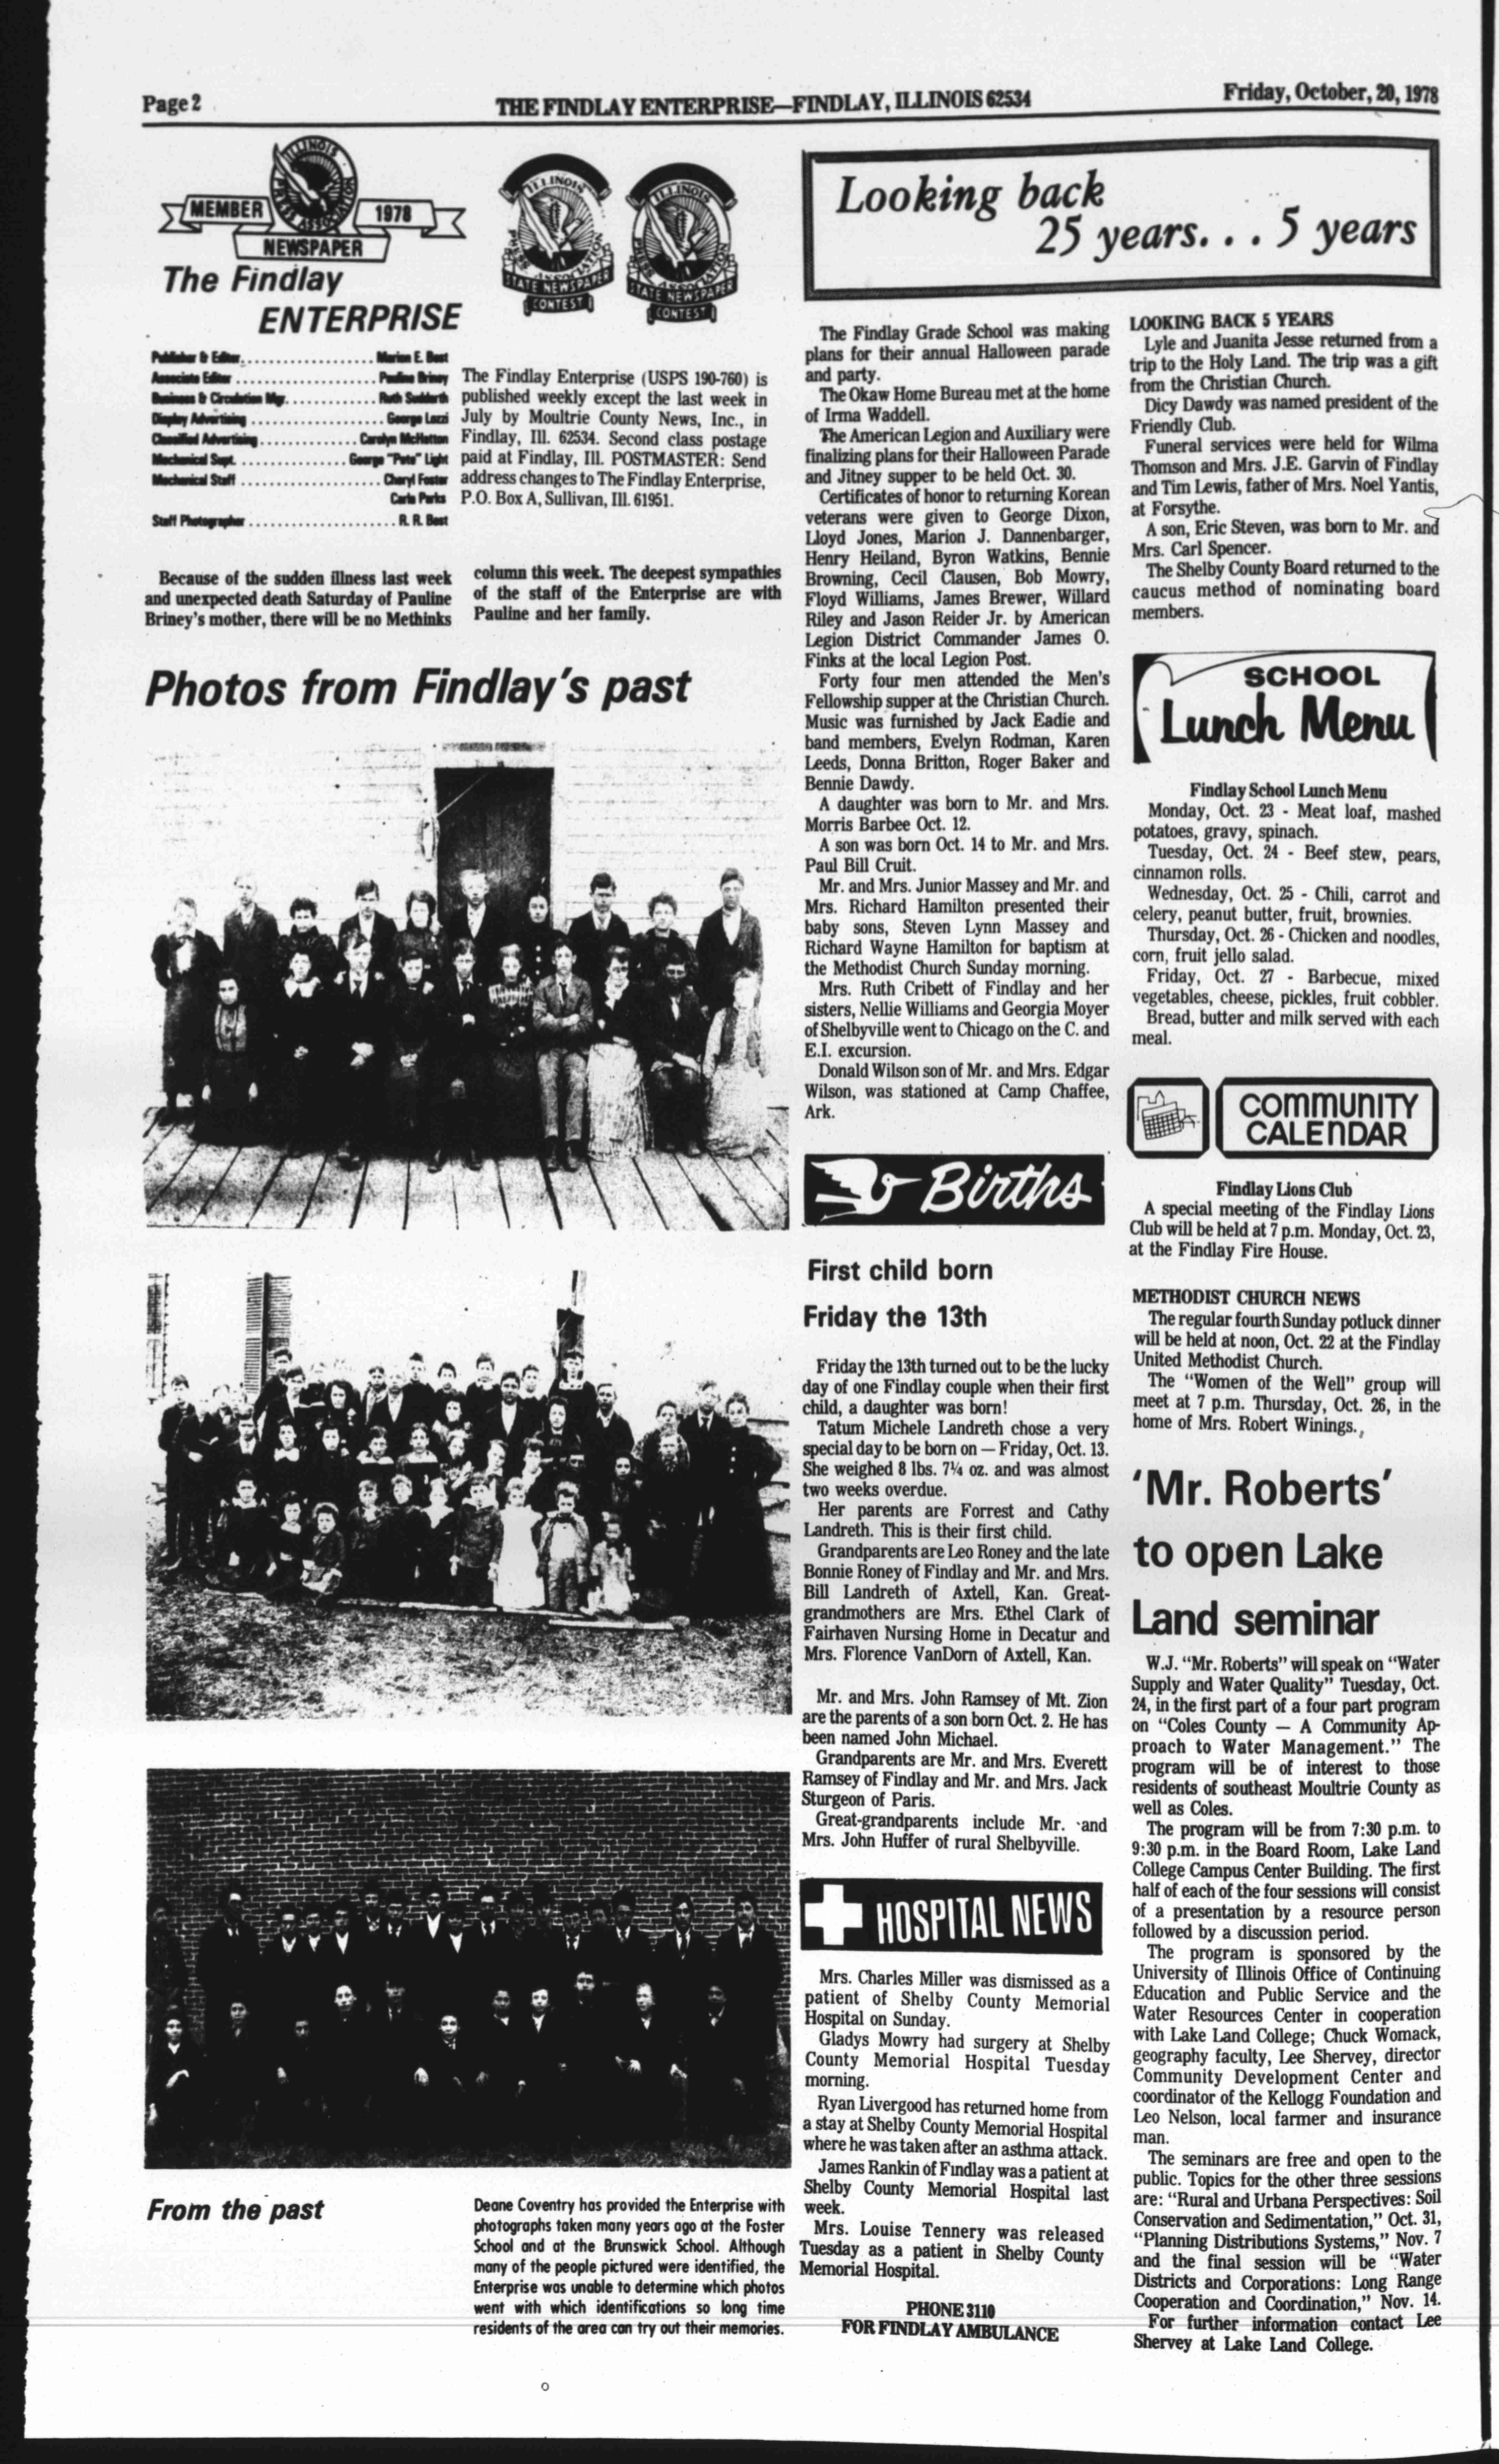 Page 2
THE FINDLAY ENTERPRISE—FINDLAY, ILLINOIS 62534
Friday, October, 20, 1978
ILLINOIS
PRESS ASSOCIATION
MEMBER
1978
NEWSPAPER
The Findlay
ENTERPRISE
ILLINOIS
PRESS ASSOCIATION
STATE NEWSPAPER
CONTEST
ILLINOIS
PRESS ASSOCIATION
STATE NEWSPAPER
CONTEST
Publisher & Editor. . . . . . . . . . . . . . . . . . Marion E. Best
Associate Editor . . . . . . . . . . . . . . . . . . . Pauline Briney
Business & Circulation Mgr. . . . . . . . . . . . . Ruth Suddarth
Display Advertising . . . . . . . . . . . . . . . . . . . George Lozzi
Classified Advertising . . . . . . . . . . . . . Carolyn McHatton
Mechanical Supt. . . . . . . . . . . . . . . . George "Pete" Light
Mechanical Staff . . . . . . . . . . . . . . . . . . . Cheryl Foster
Carla Parks
Staff Photographer . . . . . . . . . . . . . . . . . . . . . R. R. Best
The Findlay Enterprise (USPS 190-760) is
published weekly except the last week in
July by Moultrie County News, Inc., in
Findlay, Ill. 62534. Second class postage
paid at Findlay, Ill. POSTMASTER: Send
address changes to The Findlay Enterprise,
P.O. Box A, Sullivan, Ill. 61951.
Because of the sudden illness last week
and unexpected death Saturday of Pauline
Briney's mother, there will be no Methinks
column this week. The deepest sympathies
of the staff of the Enterprise are with
Pauline and her family.
Photos from Findlay's past
From the past
Deane Coventry has provided the Enterprise with
photographs taken many years ago at the Foster
School and at the Brunswick School. Although
many of the people pictured were identified, the
Enterprise was unable to determine which photos
went with which identifications so long time
residents of the area can try out their memories.
Looking back
25 years. . . 5 years
The Findlay Grade School was making
plans for their annual Halloween parade
and party.
The Okaw Home Bureau met at the home
of Irma Waddell.
The American Legion and Auxiliary were
finalizing plans for their Halloween Parade
and Jitney supper to be held Oct. 30.
Certificates of honor to returning Korean
veterans were given to George Dixon,
Lloyd Jones, Marion J. Dannenbarger,
Henry Heiland, Byron Watkins, Bennie
Browning, Cecil Clausen, Bob Mowry,
Floyd Williams, James Brewer, Willard
Riley and Jason Reider Jr. by American
Legion District Commander James O.
Finks at the local Legion Post.
Forty four men attended the Men's
Fellowship supper at the Christian Church.
Music was furnished by Jack Eadie and
band members, Evelyn Rodman, Karen
Leeds, Donna Britton, Roger Baker and
Bennie Dawdy.
A daughter was born to Mr. and Mrs.
Morris Barbee Oct. 12.
A son was born Oct. 14 to Mr. and Mrs.
Paul Bill Cruit.
Mr. and Mrs. Junior Massey and Mr. and
Mrs. Richard Hamilton presented their
baby sons, Steven Lynn Massey and
Richard Wayne Hamilton for baptism at
the Methodist Church Sunday morning.
Mrs. Ruth Cribett of Findlay and her
sisters, Nellie Williams and Georgia Moyer
of Shelbyville went to Chicago on the C. and
E.I. excursion.
Donald Wilson son of Mr. and Mrs. Edgar
Wilson, was stationed at Camp Chaffee,
Ark.
Births
First child born
Friday the 13th
Friday the 13th turned out to be the lucky
day of one Findlay couple when their first
child, a daughter was born!
Tatum Michele Landreth chose a very
special day to be born on — Friday, Oct. 13.
She weighed 8 lbs. 7¼ oz. and was almost
two weeks overdue.
Her parents are Forrest and Cathy
Landreth. This is their first child.
Grandparents are Leo Roney and the late
Bonnie Roney of Findlay and Mr. and Mrs.
Bill Landreth of Axtell, Kan. Great-
grandmothers are Mrs. Ethel Clark of
Fairhaven Nursing Home in Decatur and
Mrs. Florence VanDorn of Axtell, Kan.
Mr. and Mrs. John Ramsey of Mt. Zion
are the parents of a son born Oct. 2. He has
been named John Michael.
Grandparents are Mr. and Mrs. Everett
Ramsey of Findlay and Mr. and Mrs. Jack
Sturgeon of Paris.
Great-grandparents include Mr. and
Mrs. John Huffer of rural Shelbyville.
HOSPITAL NEWS
Mrs. Charles Miller was dismissed as a
patient of Shelby County Memorial
Hospital on Sunday.
Gladys Mowry had surgery at Shelby
County Memorial Hospital Tuesday
morning.
Ryan Livergood has returned home from
a stay at Shelby County Memorial Hospital
where he was taken after an asthma attack.
James Rankin of Findlay was a patient at
Shelby County Memorial Hospital last
week.
Mrs. Louise Tennery was released
Tuesday as a patient in Shelby County
Memorial Hospital.
PHONE 3110
FOR FINDLAY AMBULANCE
LOOKING BACK 5 YEARS
Lyle and Juanita Jesse returned from a
trip to the Holy Land. The trip was a gift
from the Christian Church.
Dicy Dawdy was named president of the
Friendly Club.
Funeral services were held for Wilma
Thomson and Mrs. J.E. Garvin of Findlay
and Tim Lewis, father of Mrs. Noel Yantis,
at Forsythe.
A son, Eric Steven, was born to Mr. and
Mrs. Carl Spencer.
The Shelby County Board returned to the
caucus method of nominating board
members.
SCHOOL
Lunch Menu
Findlay School Lunch Menu
Monday, Oct. 23 - Meat loaf, mashed
potatoes, gravy, spinach.
Tuesday, Oct. 24 - Beef stew, pears,
cinnamon rolls.
Wednesday, Oct. 25 - Chili, carrot and
celery, peanut butter, fruit, brownies.
Thursday, Oct. 26 - Chicken and noodles,
corn, fruit jello salad.
Friday, Oct. 27 - Barbecue, mixed
vegetables, cheese, pickles, fruit cobbler.
Bread, butter and milk served with each
meal.
COMMUNITY
CALENDAR
Findlay Lions Club
A special meeting of the Findlay Lions
Club will be held at 7 p.m. Monday, Oct. 23,
at the Findlay Fire House.
METHODIST CHURCH NEWS
The regular fourth Sunday potluck dinner
will be held at noon, Oct. 22 at the Findlay
United Methodist Church.
The "Women of the Well" group will
meet at 7 p.m. Thursday, Oct. 26, in the
home of Mrs. Robert Winings.
'Mr. Roberts'
to open Lake
Land seminar
W.J. "Mr. Roberts" will speak on "Water
Supply and Water Quality" Tuesday, Oct.
24, in the first part of a four part program
on "Coles County — A Community Ap-
proach to Water Management." The
program will be of interest to those
residents of southeast Moultrie County as
well as Coles.
The program will be from 7:30 p.m. to
9:30 p.m. in the Board Room, Lake Land
College Campus Center Building. The first
half of each of the four sessions will consist
of a presentation by a resource person
followed by a discussion period.
The program is sponsored by the
University of Illinois Office of Continuing
Education and Public Service and the
Water Resources Center in cooperation
with Lake Land College; Chuck Womack,
geography faculty, Lee Shervey, director
Community Development Center and
coordinator of the Kellogg Foundation and
Leo Nelson, local farmer and insurance
man.
The seminars are free and open to the
public. Topics for the other three sessions
are: "Rural and Urbana Perspectives: Soil
Conservation and Sedimentation," Oct. 31,
"Planning Distributions Systems," Nov. 7
and the final session will be "Water
Districts and Corporations: Long Range
Cooperation and Coordination," Nov. 14.
For further information contact Lee
Shervey at Lake Land College.